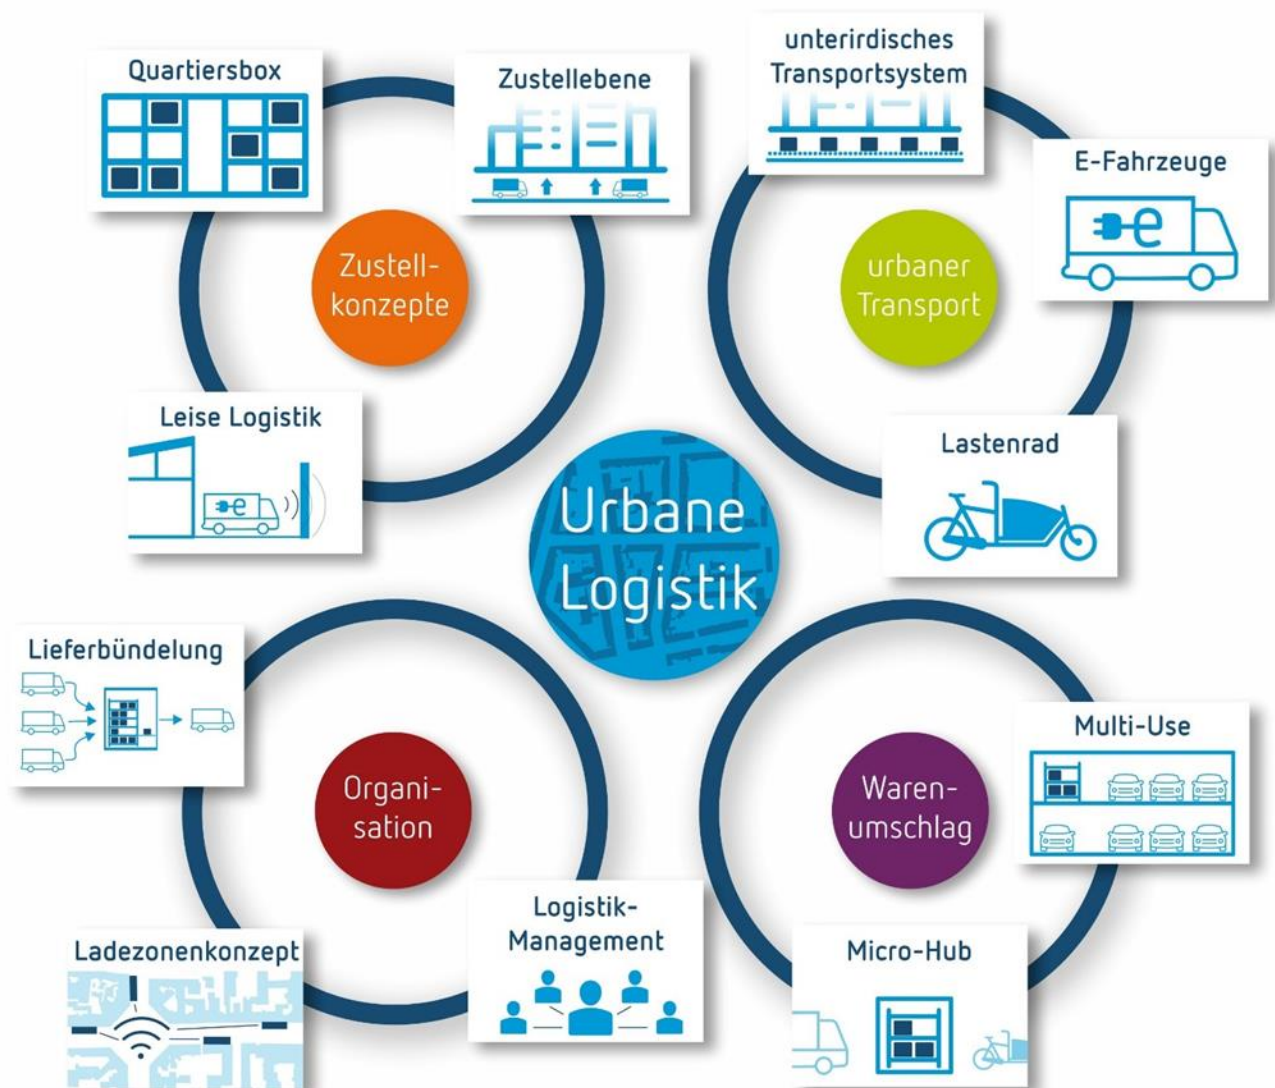 Quartiersbox
Zustellebene
Zustell-
konzepte
Leise Logistik
e
unterirdisches
Transportsystem
E-Fahrzeuge
e
urbaner
Transport
Lastenrad
Urbane
Logistik
Lieferbündelung
Organi-
sation
Ladezonenkonzept
Logistik-
Management
Multi-Use
Waren-
umschlag
Micro-Hub